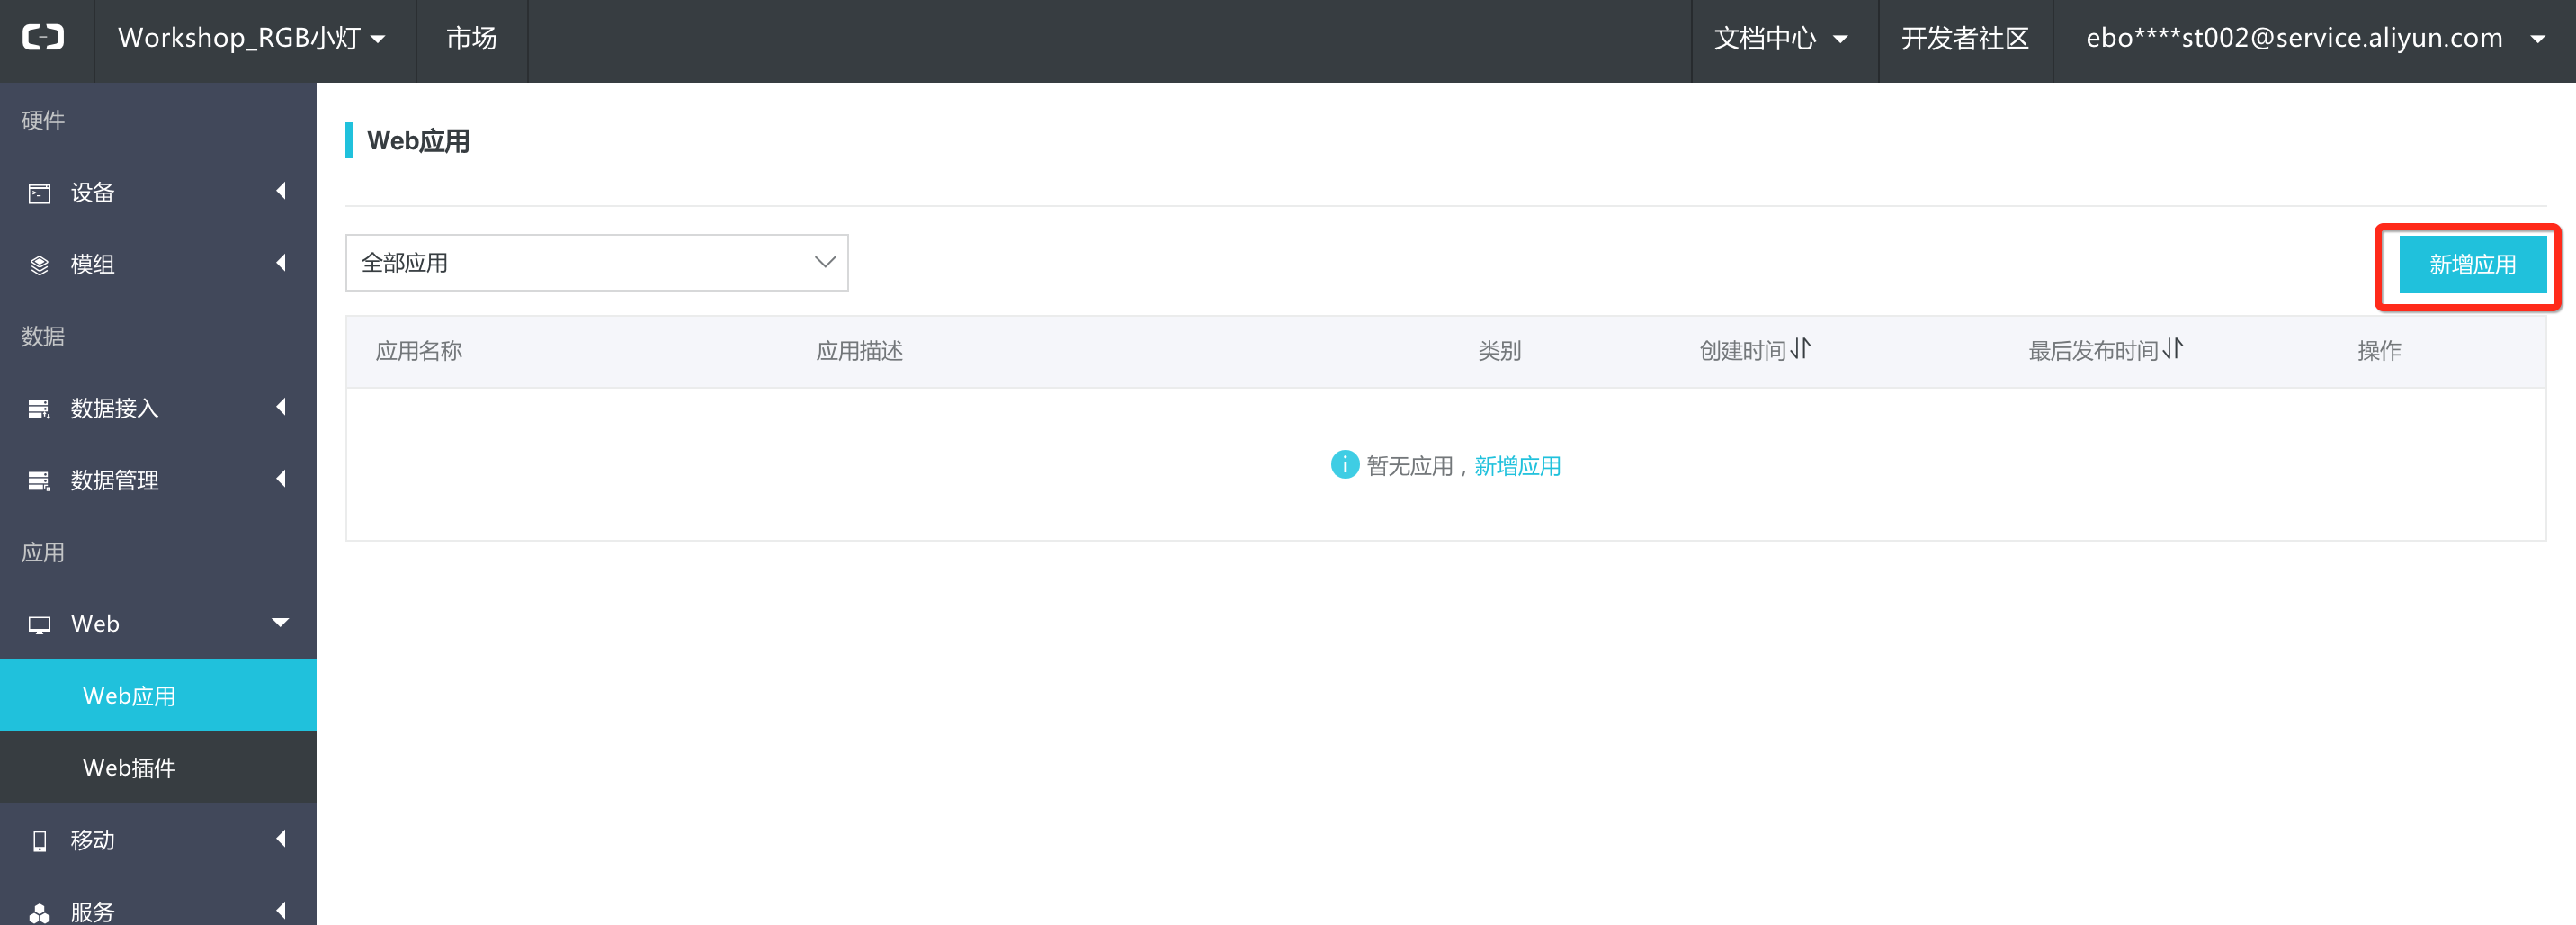 Workshop_RGB小灯 市场 文档中心 开发者社区 ebo****st002@service.aliyun.com
硬件
设备
模组
数据
数据接入
数据管理
应用
Web
Web应用
Web插件
移动
服务
Web应用
全部应用
新增应用
应用名称 应用描述 类别 创建时间 最后发布时间 操作
暂无应用，新增应用